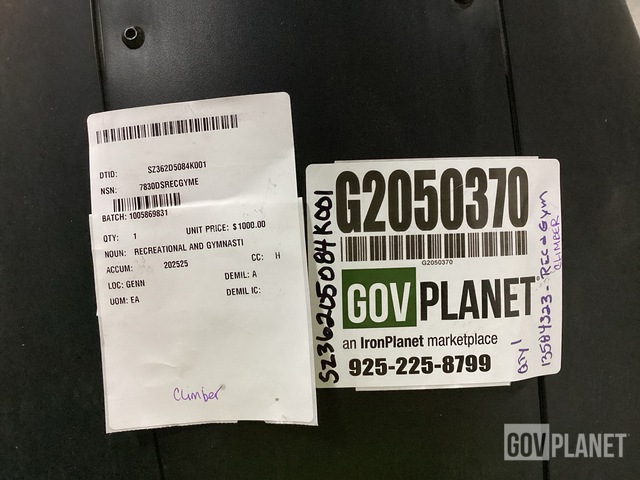 DTID: SZ362D5084K001
NSN: 7830DSRECGYME
BATCH: 1005869831
QTY: 1 UNIT PRICE: $1000.00
NOUN: RECREATIONAL AND GYMNASTI
ACCUM: 202525 CC: H
LOC: GENN DEMIL: A
UOM: EA DEMIL IC:
Climber
SZ362D5084K001
G2050370
G2050370
GOVPLANET
an IronPlanet marketplace
925-225-8799
QTY 1
13584323 - REC & GYM
CLIMBER
GOVPLANET